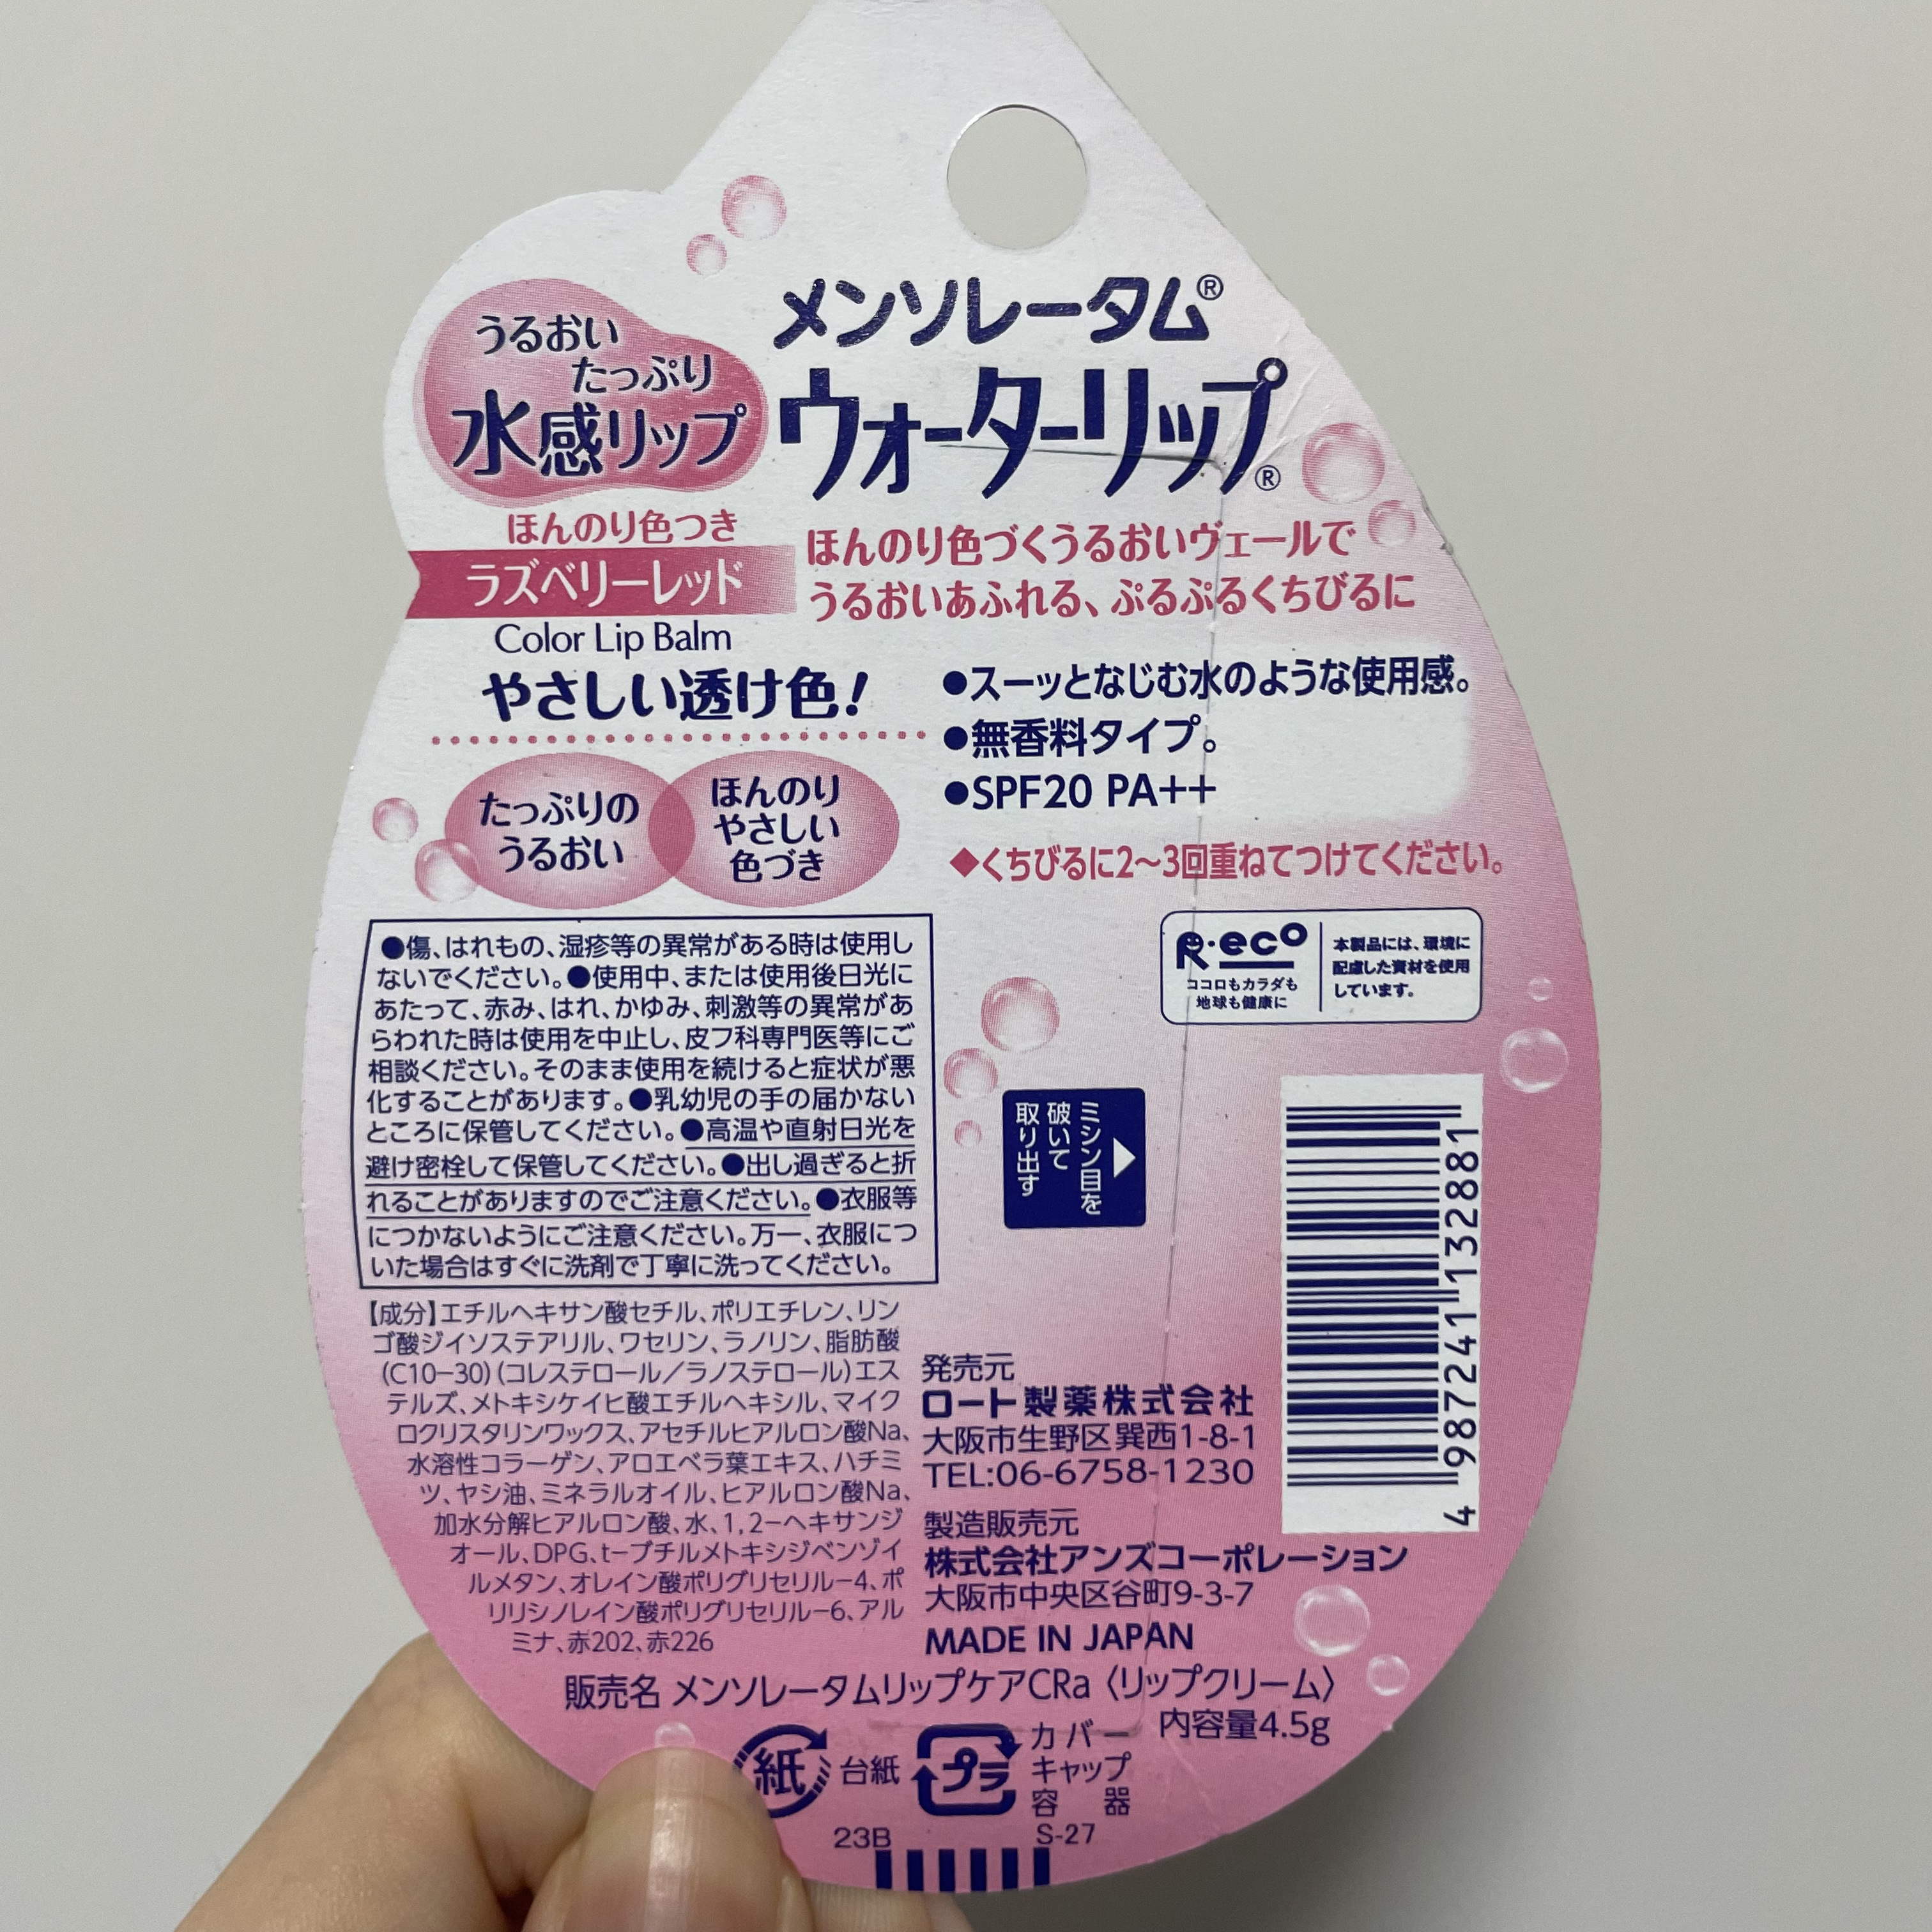 メンソレータム®
ウォーターリップ®
うるおい
たっぷり
水感リップ
ほんのり色つき
ラズベリーレッド
Color Lip Balm
やさしい透け色!
たっぷりの
うるおい
ほんのり
やさしい
色づき
ほんのり色づくうるおいヴェールで
うるおいあふれる、ぷるぷるくちびるに
●スーッとなじむ水のような使用感。
●無香料タイプ。
●SPF20 PA++
◆くちびるに2〜3回重ねてつけてください。
●傷、はれもの、湿疹等の異常がある時は使用し
ないでください。●使用中、または使用後日光に
あたって、赤み、はれ、かゆみ、刺激等の異常があ
らわれた時は使用を中止し、皮フ科専門医等にご
相談ください。そのまま使用を続けると症状が悪
化することがあります。●乳幼児の手の届かない
ところに保管してください。●高温や直射日光を
避け密栓して保管してください。●出し過ぎると折
れることがありますのでご注意ください。●衣服等
につかないようにご注意ください。万一、衣服につ
いた場合はすぐに洗剤で丁寧に洗ってください。
R・eco
ココロもカラダも
地球も健康に
本製品には、環境に
配慮した資材を使用
しています。
ミシン目を
破いて
取り出す
4 987241 132881
【成分】エチルヘキサン酸セチル、ポリエチレン、リン
ゴ酸ジイソステアリル、ワセリン、ラノリン、脂肪酸
(C10−30)(コレステロール/ラノステロール)エス
テルズ、メトキシケイヒ酸エチルヘキシル、マイク
ロクリスタリンワックス、アセチルヒアルロン酸Na、
水溶性コラーゲン、アロエベラ葉エキス、ハチミ
ツ、ヤシ油、ミネラルオイル、ヒアルロン酸Na、
加水分解ヒアルロン酸、水、1,2−ヘキサンジ
オール、DPG、t−ブチルメトキシジベンゾイ
ルメタン、オレイン酸ポリグリセリル−4、ポ
リリシノレイン酸ポリグリセリル−6、アル
ミナ、赤202、赤226
発売元
ロート製薬株式会社
大阪市生野区巽西1-8-1
TEL:06-6758-1230
製造販売元
株式会社アンズコーポレーション
大阪市中央区谷町9-3-7
MADE IN JAPAN
販売名 メンソレータムリップケアCRa〈リップクリーム〉
内容量4.5g
紙
台紙
プラ
カバー
キャップ
容器
23B
S-27